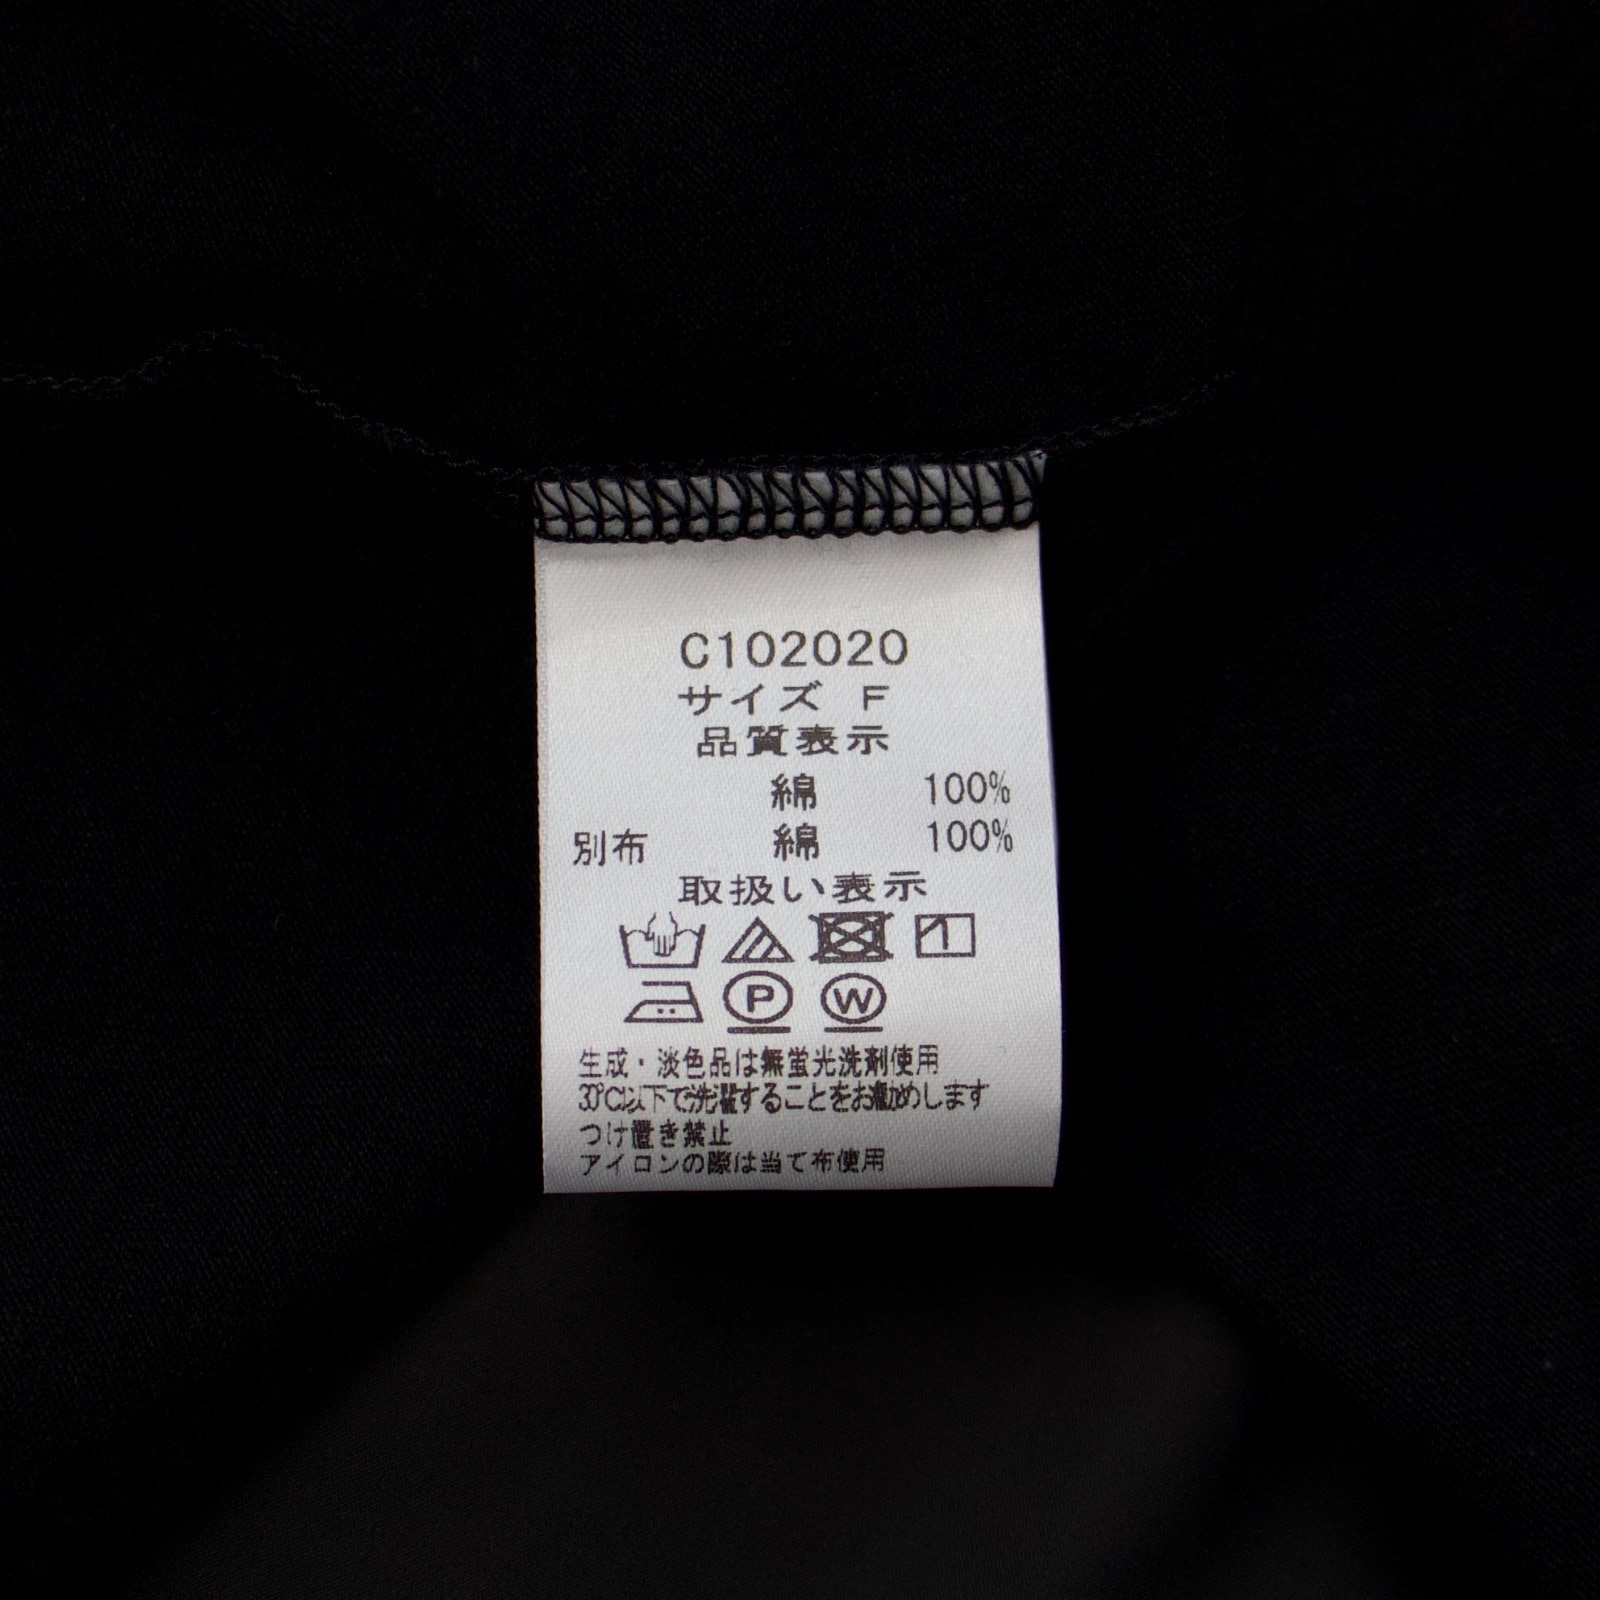 C102020
サイズ F
品質表示
綿 100%
別布 綿 100%
取扱い表示
P W
生成・淡色品は無蛍光洗剤使用
30℃以下で洗濯することをお勧めします
つけ置き禁止
アイロンの際は当て布使用